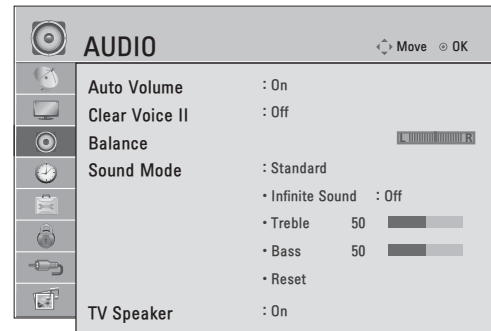 AUDIO Move OK
Auto Volume : On
Clear Voice II : Off
Balance L R
Sound Mode : Standard
• Infinite Sound : Off
• Treble 50
• Bass 50
• Reset
TV Speaker : On